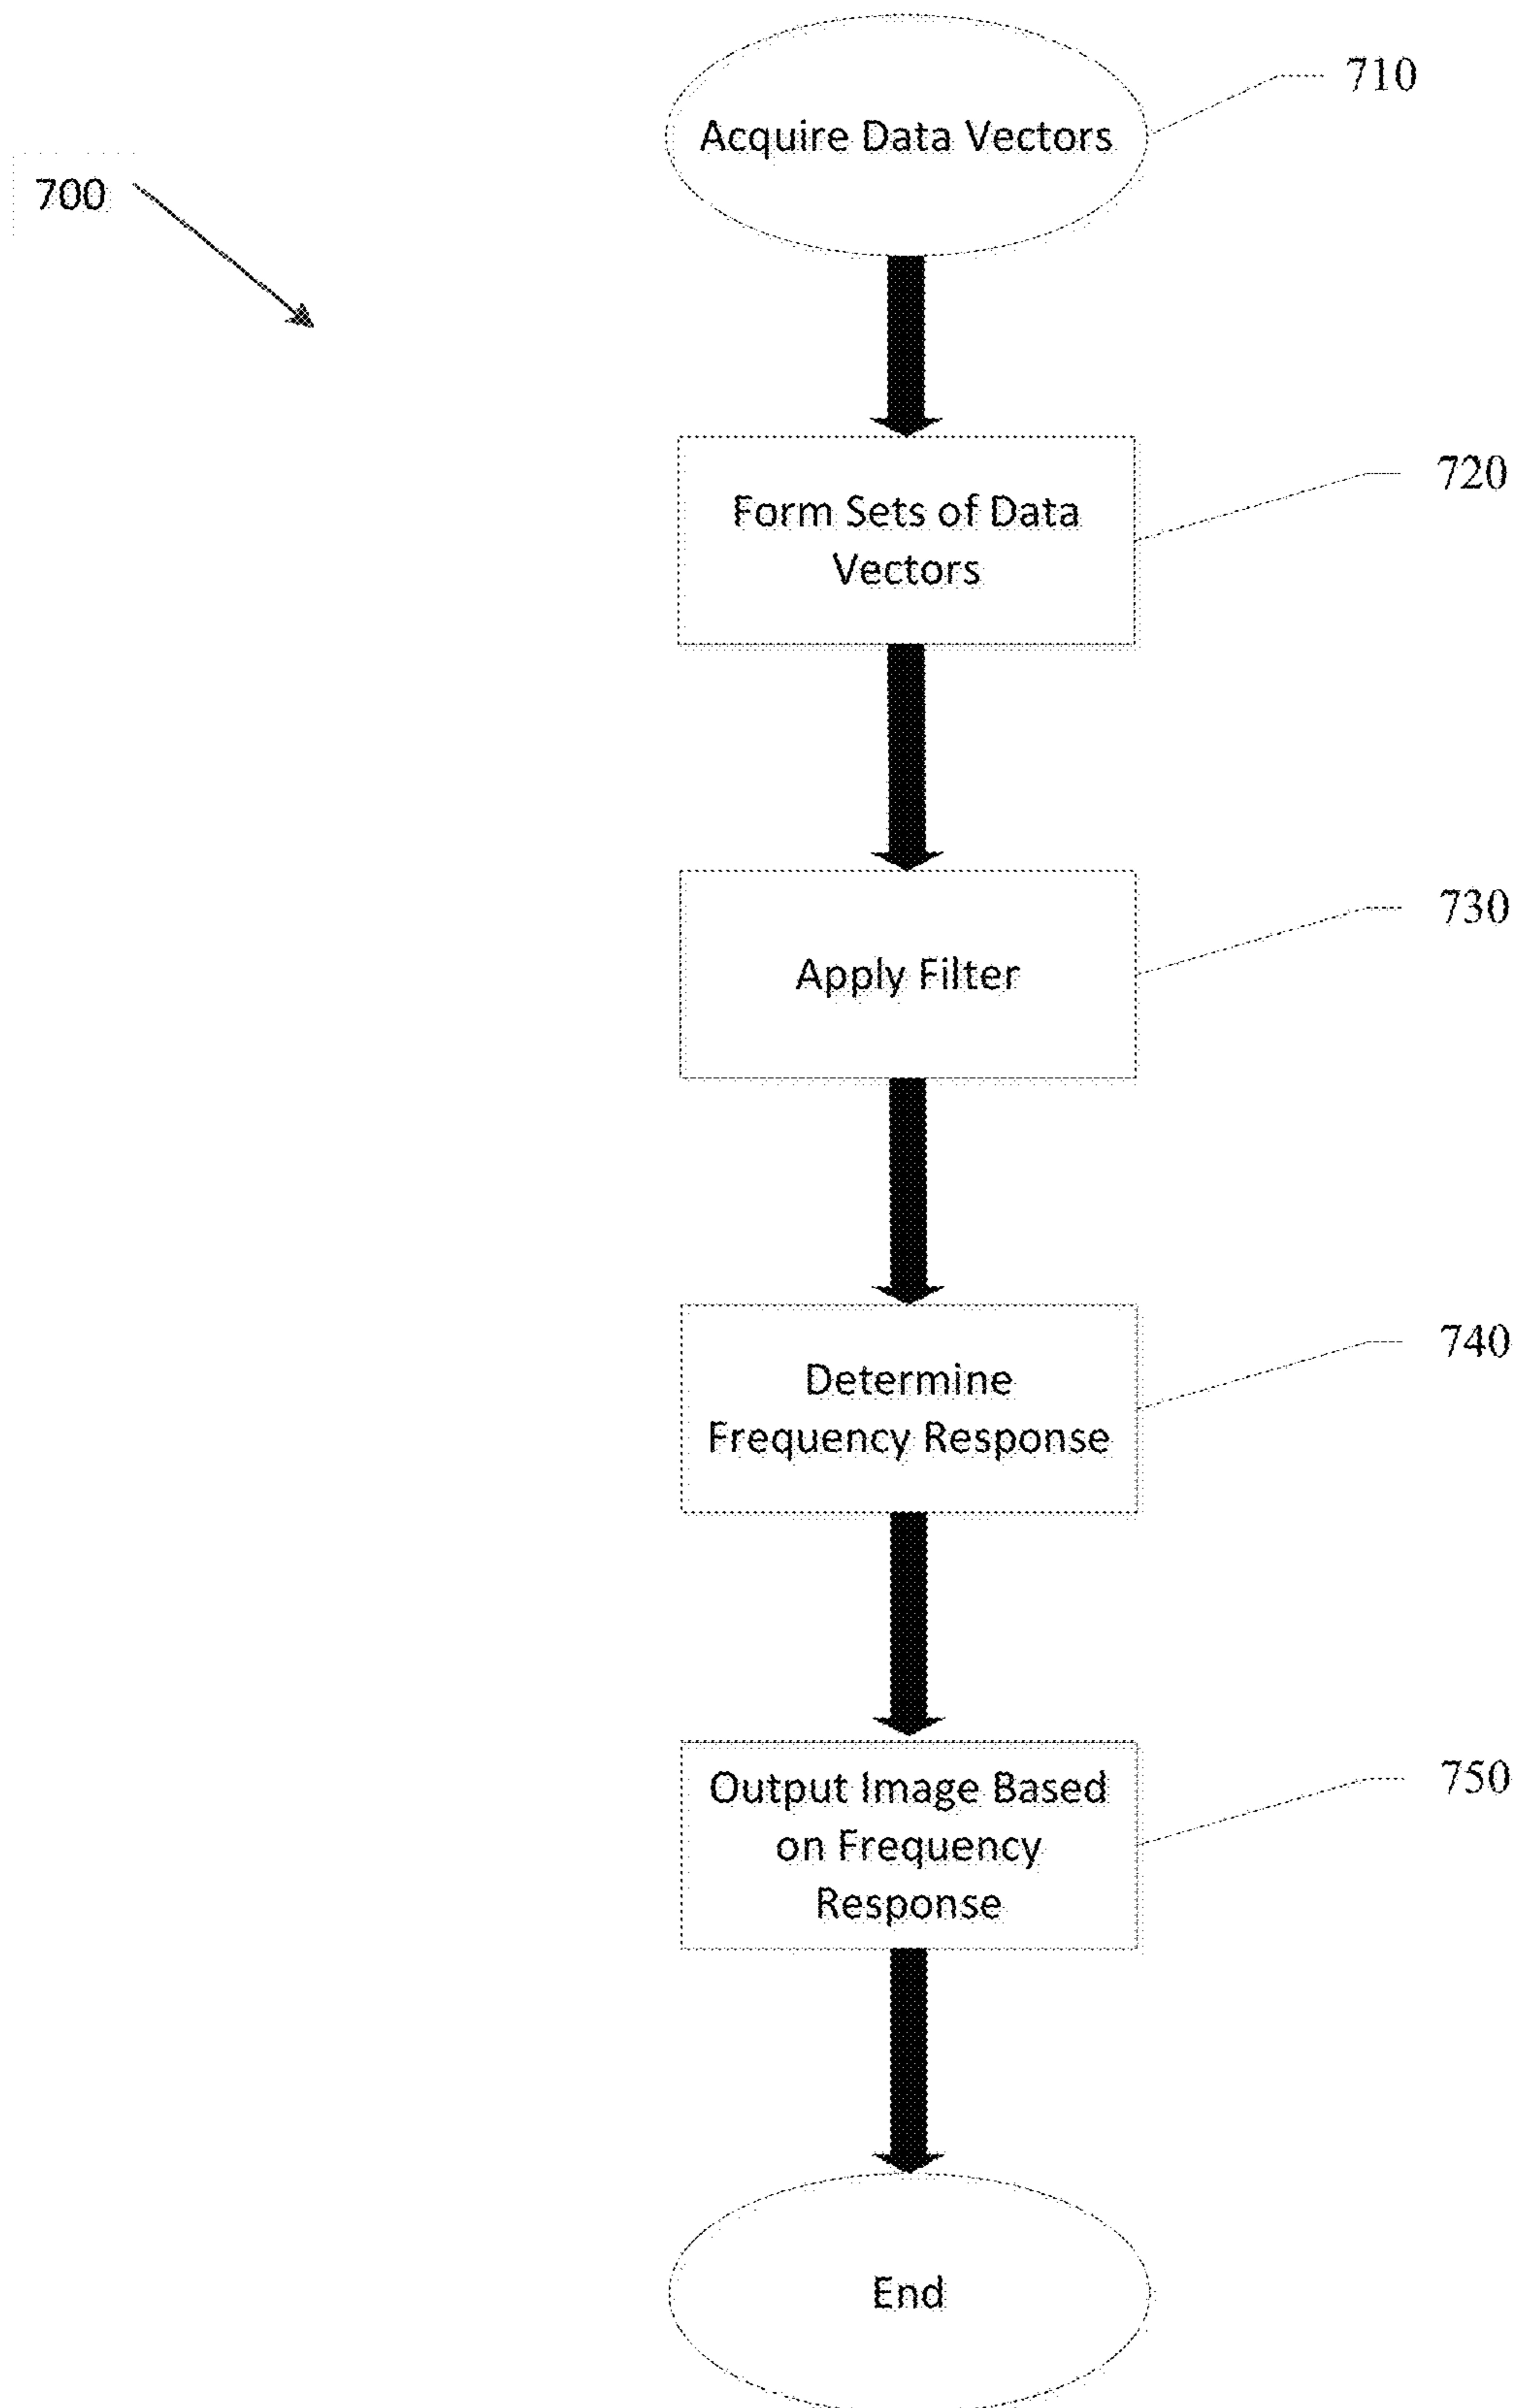 710
Acquire Data Vectors
700
720
Form Sets of Data
Vectors
730
Apply Filter
740
Determine
Frequency Response
750
Output Image Based
on Frequency
Response
End